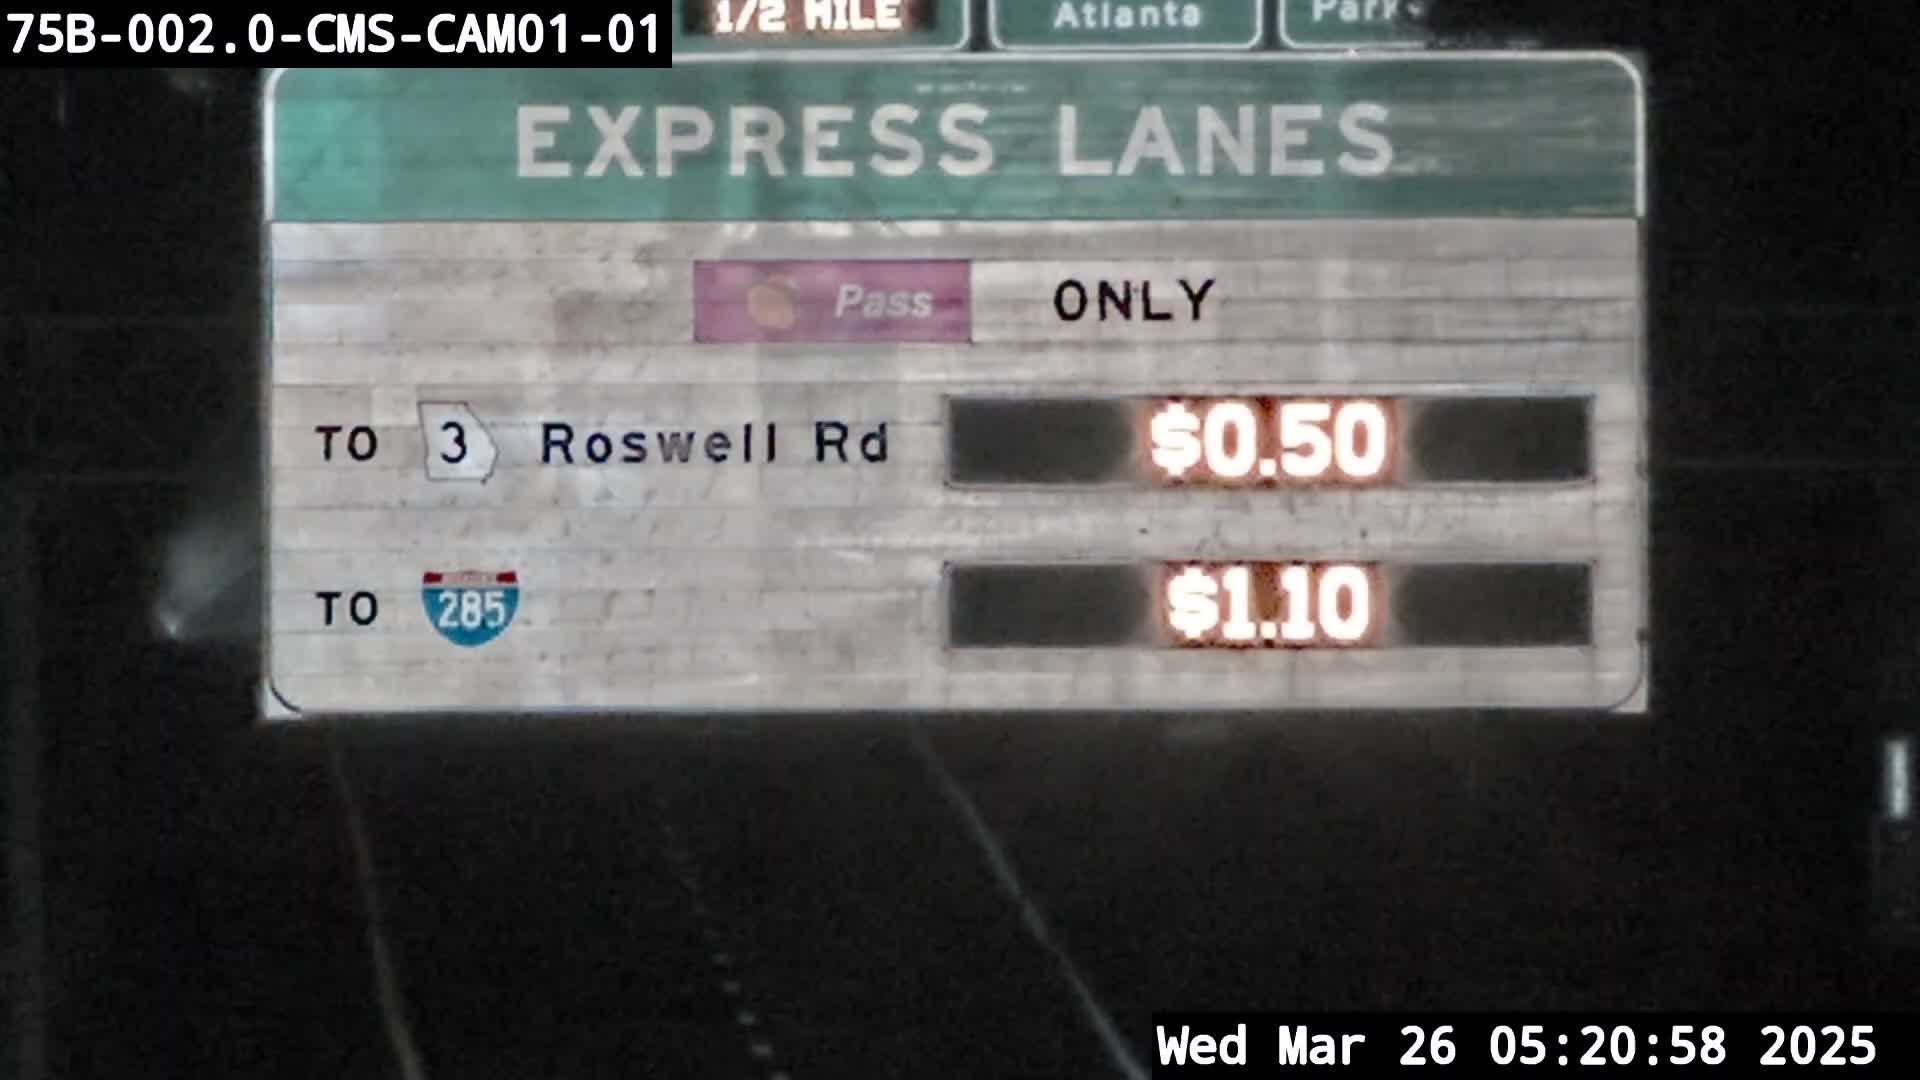 75B-002.0-CMS-CAM01-01
1/2 MILE
Atlanta
Park
EXPRESS LANES
Pass ONLY
TO 3 Roswell Rd $0.50
TO 285 $1.10
Wed Mar 26 05:20:58 2025